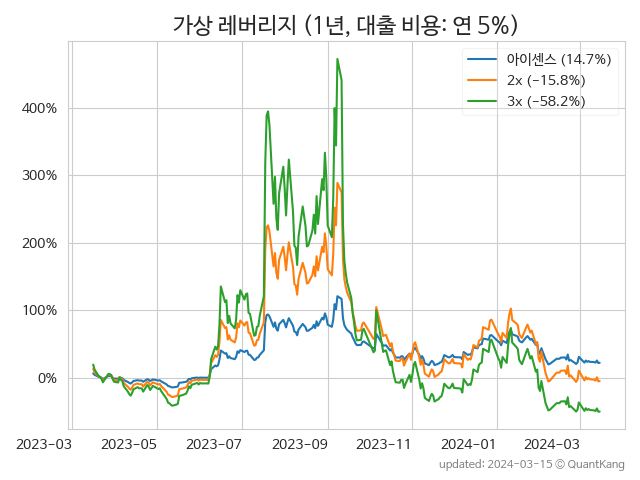 가상 레버리지 (1년, 대출 비용: 연 5%)
아이센스 (14.7%)
2x (−15.8%)
3x (−58.2%)
400%
300%
200%
100%
0%
2023-03 2023-05 2023-07 2023-09 2023-11 2024-01 2024-03
updated: 2024-03-15 ⓒ QuantKang